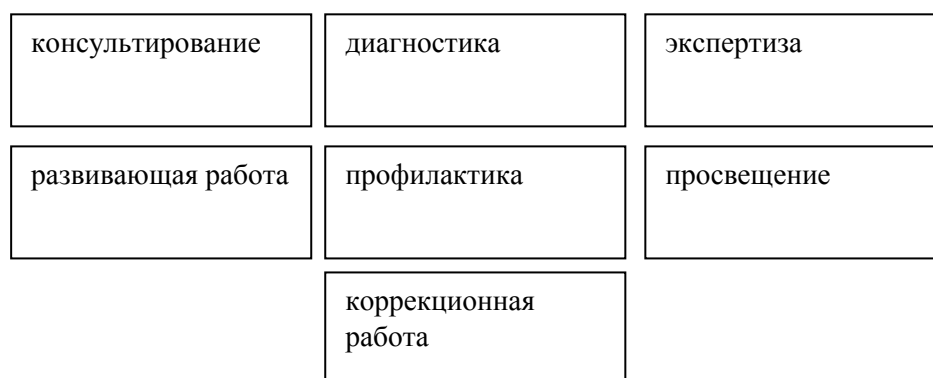 консультирование
диагностика
экспертиза
развивающая работа
профилактика
просвещение
коррекционная
работа